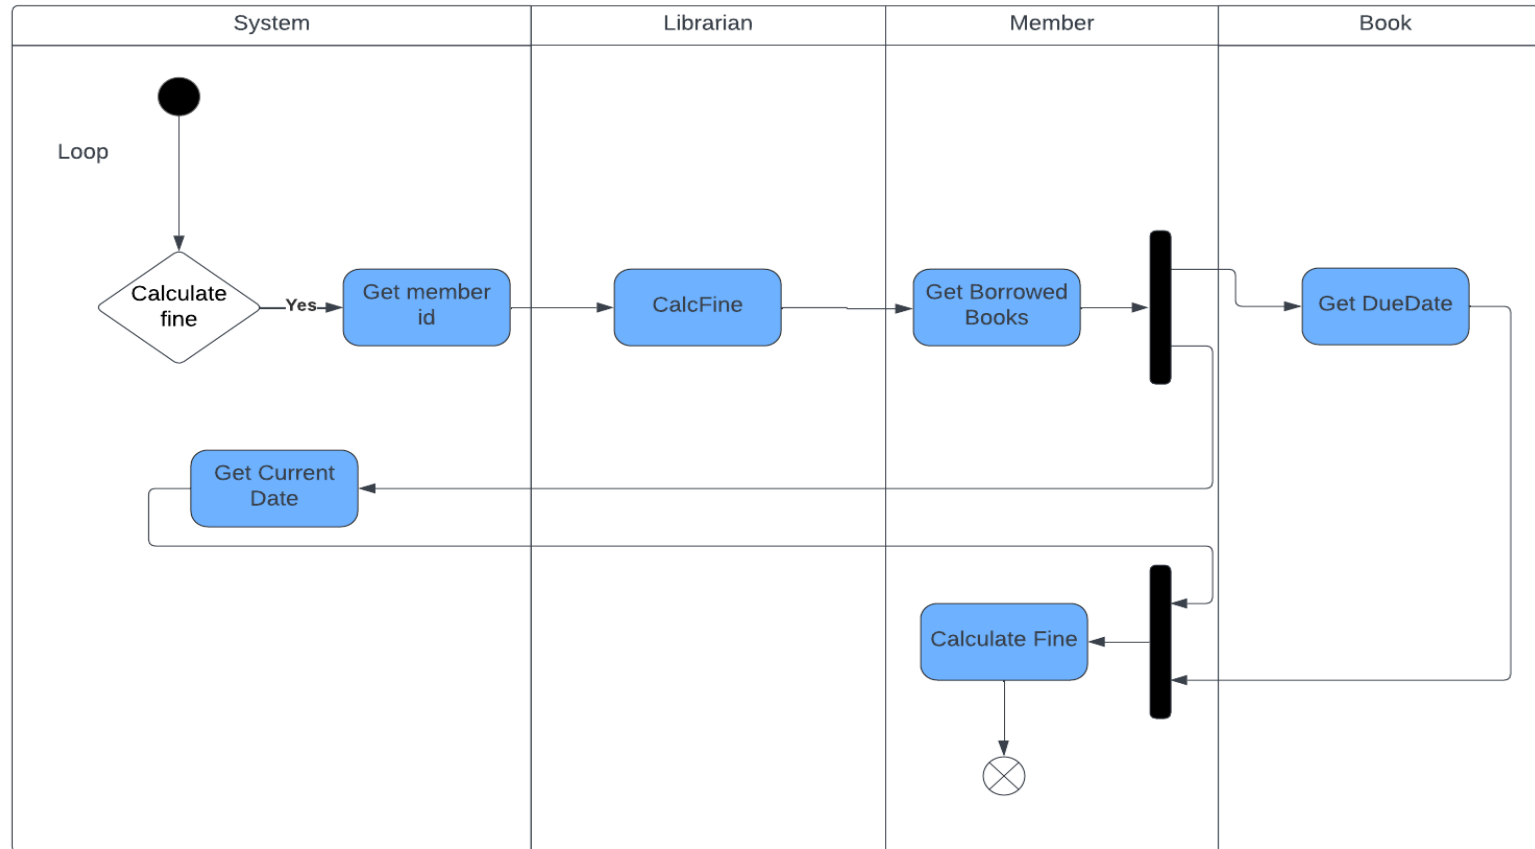 System
Librarian
Member
Book
Loop
Calculate
fine
Yes
Get member
id
CalcFine
Get Borrowed
Books
Get DueDate
Get Current
Date
Calculate Fine